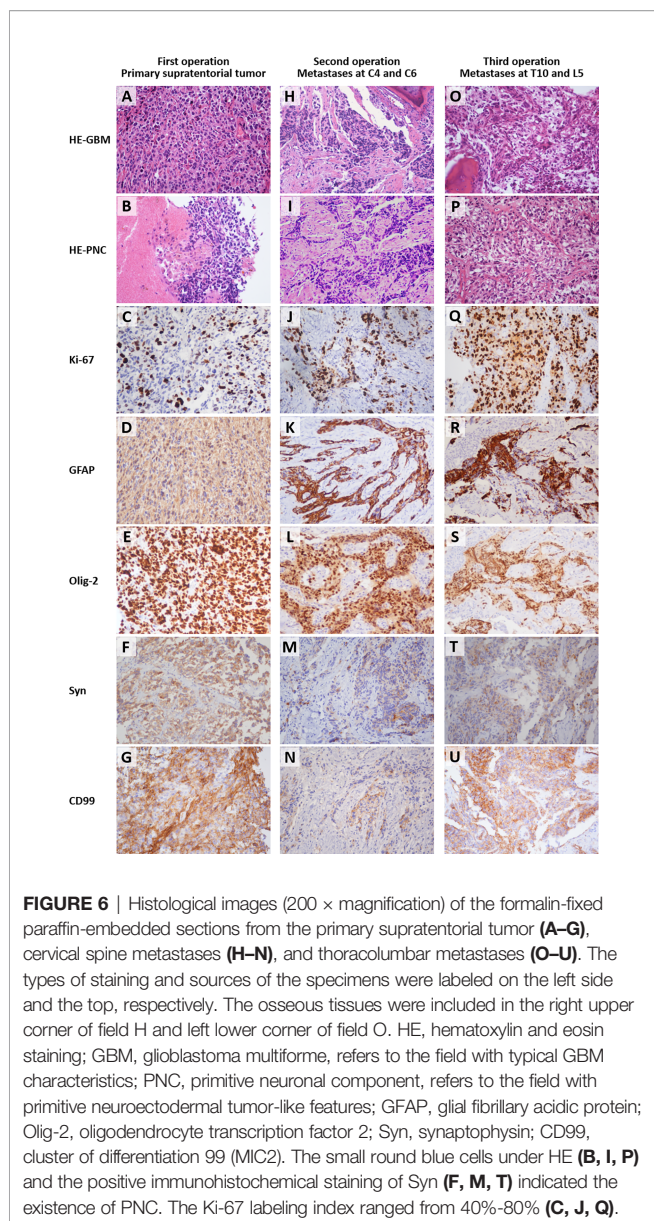 First operation
Primary supratentorial tumor
Second operation
Metastases at C4 and C6
Third operation
Metastases at T10 and L5
HE-GBM
A
H
O
HE-PNC
B
I
P
Ki-67
C
J
Q
GFAP
D
K
R
Olig-2
E
L
S
Syn
F
M
T
CD99
G
N
U
FIGURE 6 | Histological images (200 × magnification) of the formalin-fixed
paraffin-embedded sections from the primary supratentorial tumor (A–G),
cervical spine metastases (H–N), and thoracolumbar metastases (O–U). The
types of staining and sources of the specimens were labeled on the left side
and the top, respectively. The osseous tissues were included in the right upper
corner of field H and left lower corner of field O. HE, hematoxylin and eosin
staining; GBM, glioblastoma multiforme, refers to the field with typical GBM
characteristics; PNC, primitive neuronal component, refers to the field with
primitive neuroectodermal tumor-like features; GFAP, glial fibrillary acidic protein;
Olig-2, oligodendrocyte transcription factor 2; Syn, synaptophysin; CD99,
cluster of differentiation 99 (MIC2). The small round blue cells under HE (B, I, P)
and the positive immunohistochemical staining of Syn (F, M, T) indicated the
existence of PNC. The Ki-67 labeling index ranged from 40%-80% (C, J, Q).